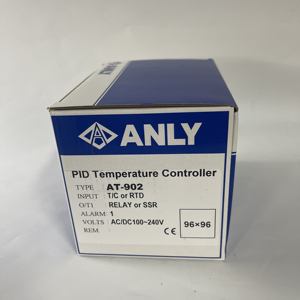 ANLY
PID Temperature Controller
TYPE AT-902
INPUT T/C or RTD
O/T1 RELAY or SSR
ALARM 1
VOLTS AC/DC100~240V
REM. CE 96×96